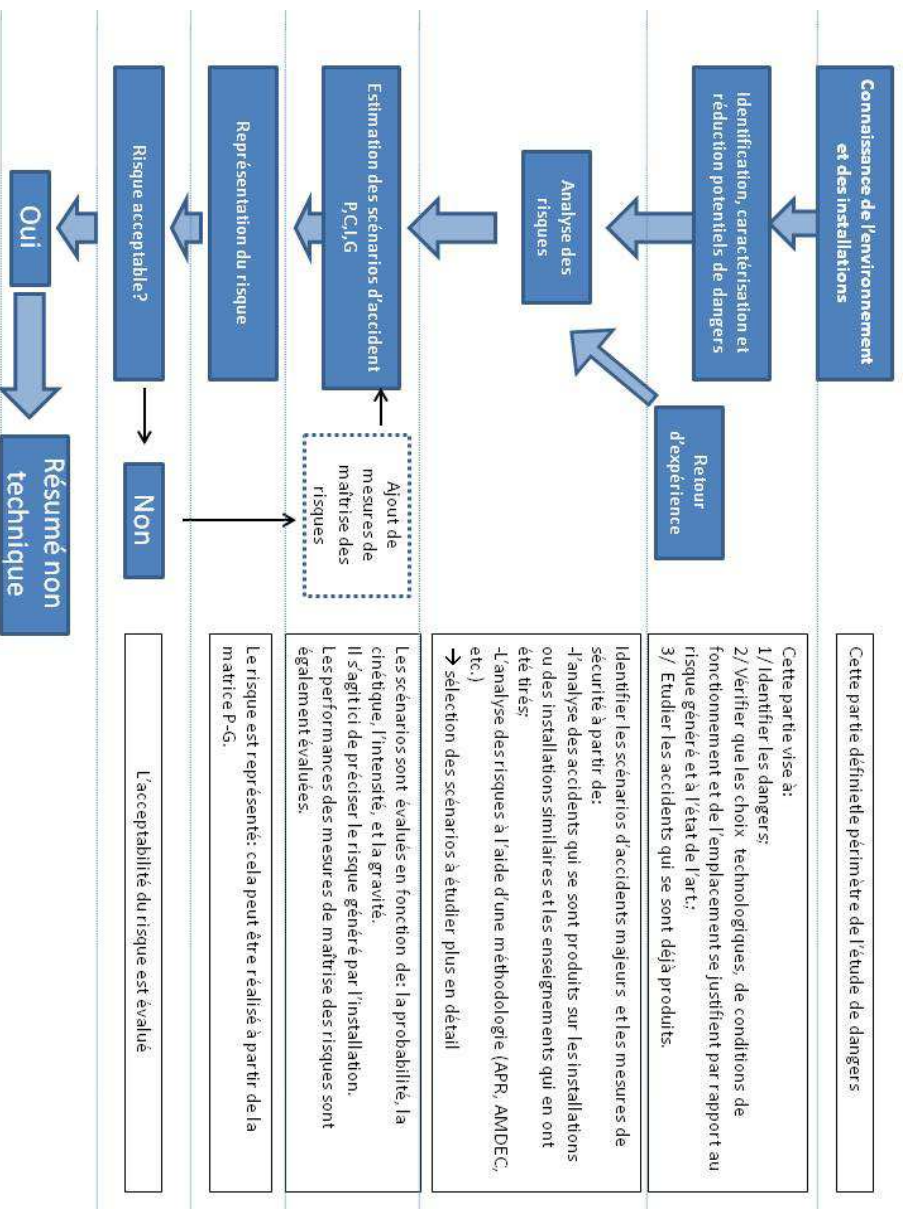 Connaissance de l'environnement
et des installations
Cette partie définietle périmètre de l'étude de dangers
Identification, caractérisation et
réduction potentiels de dangers
Retour
d'expérience
Cette partie vise à:
1/ Identifier les dangers;
2/ Vérifier que les choix technologiques, de conditions de
fonctionnement et de l'emplacement se justifient par rapport au
risque généré et à l'état de l'art.;
3/ Etudier les accidents qui se sont déjà produits.
Analyse des
risques
Identifier les scénarios d'accidents majeurs et les mesures de
sécurité à partir de:
-l'analyse des accidents qui se sont produits sur les installations
ou des installations similaires et les enseignements qui en ont
été tirés;
-L'analyse des risques à l'aide d'une méthodologie (APR, AMDEC,
etc.)
→ sélection des scénarios à étudier plus en détail
Estimation des scénarios d'accident
P,C,I,G
Ajout de
mesures de
maîtrise des
risques
Les scénarios sont évalués en fonction de: la probabilité, la
cinétique, l'intensité, et la gravité.
Il s'agit ici de préciser le risque généré par l'installation.
Les performances des mesures de maîtrise des risques sont
également évaluées.
Représentation du risque
Le risque est représenté: cela peut être réalisé à partir de la
matrice P-G.
Risque acceptable?
Non
L'acceptabilité du risque est évalué
Oui
Résumé non
technique